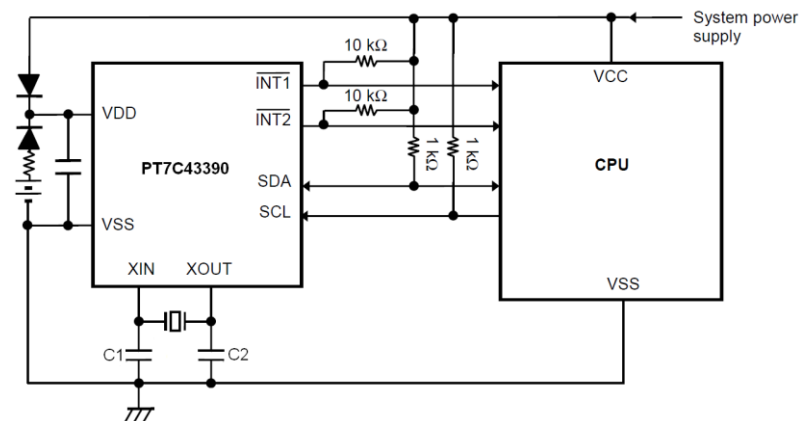 System power
supply
10 kΩ
INT1
VCC
VDD
10 kΩ
INT2
PT7C43390
1 kΩ
1 kΩ
CPU
SDA
SCL
VSS
XIN
XOUT
VSS
C1
C2